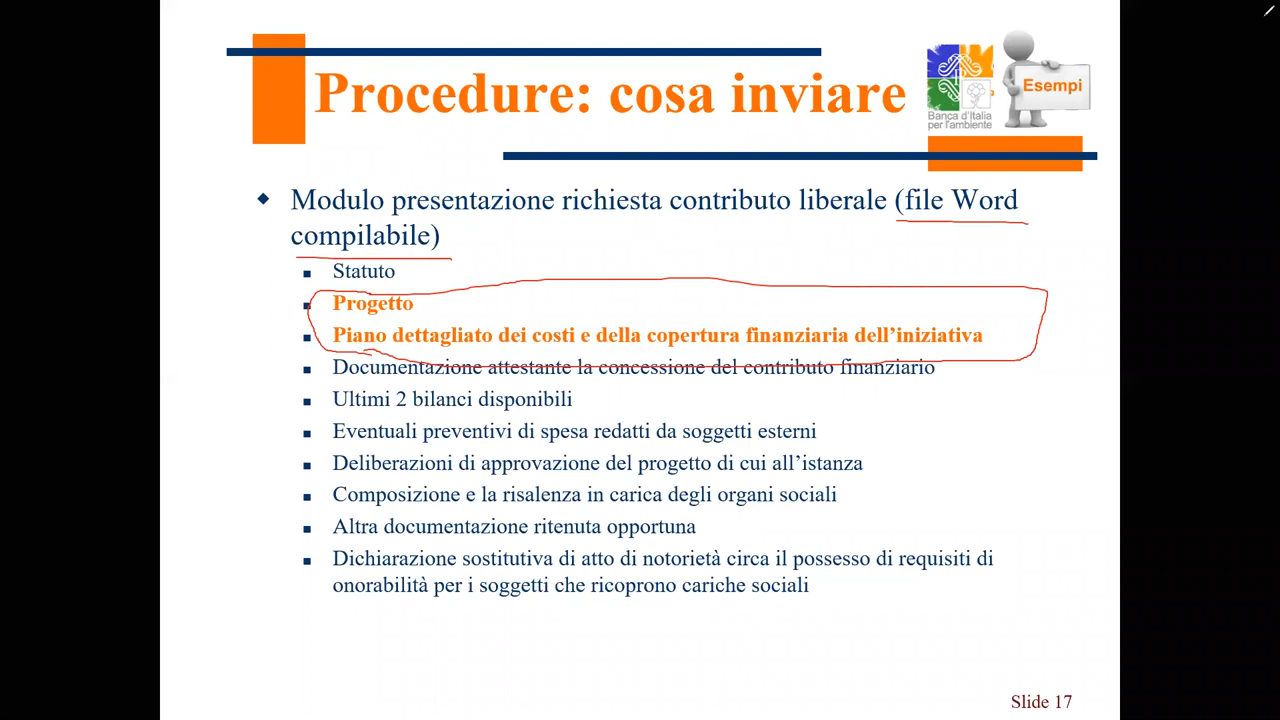 Procedure: cosa inviare
Banca d'Italia
per l'ambiente
Esempi
Modulo presentazione richiesta contributo liberale (file Word
compilabile)
Statuto
Progetto
Piano dettagliato dei costi e della copertura finanziaria dell'iniziativa
Documentazione attestante la concessione del contributo finanziario
Ultimi 2 bilanci disponibili
Eventuali preventivi di spesa redatti da soggetti esterni
Deliberazioni di approvazione del progetto di cui all'istanza
Composizione e la risalenza in carica degli organi sociali
Altra documentazione ritenuta opportuna
Dichiarazione sostitutiva di atto di notorietà circa il possesso di requisiti di
onorabilità per i soggetti che ricoprono cariche sociali
Slide 17